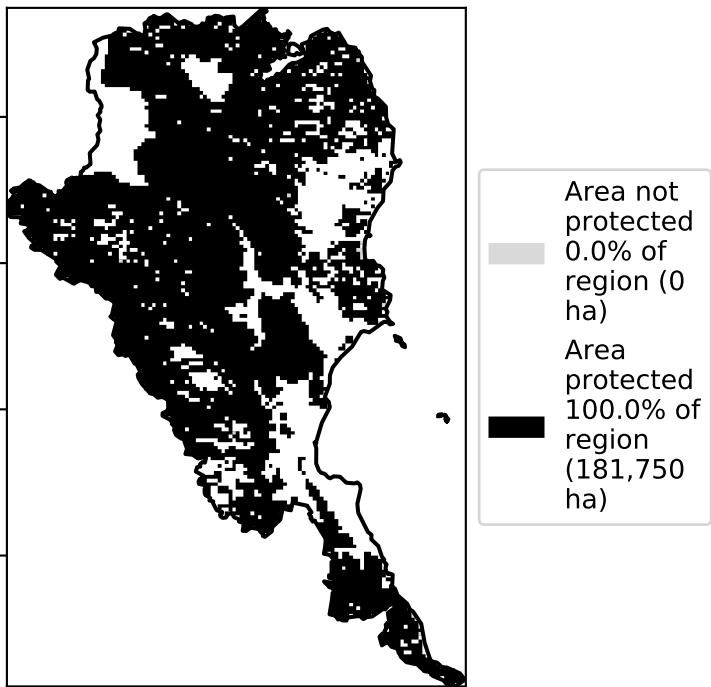 Area not
protected
0.0% of
region (0
ha)
Area
protected
100.0% of
region
(181,750
ha)